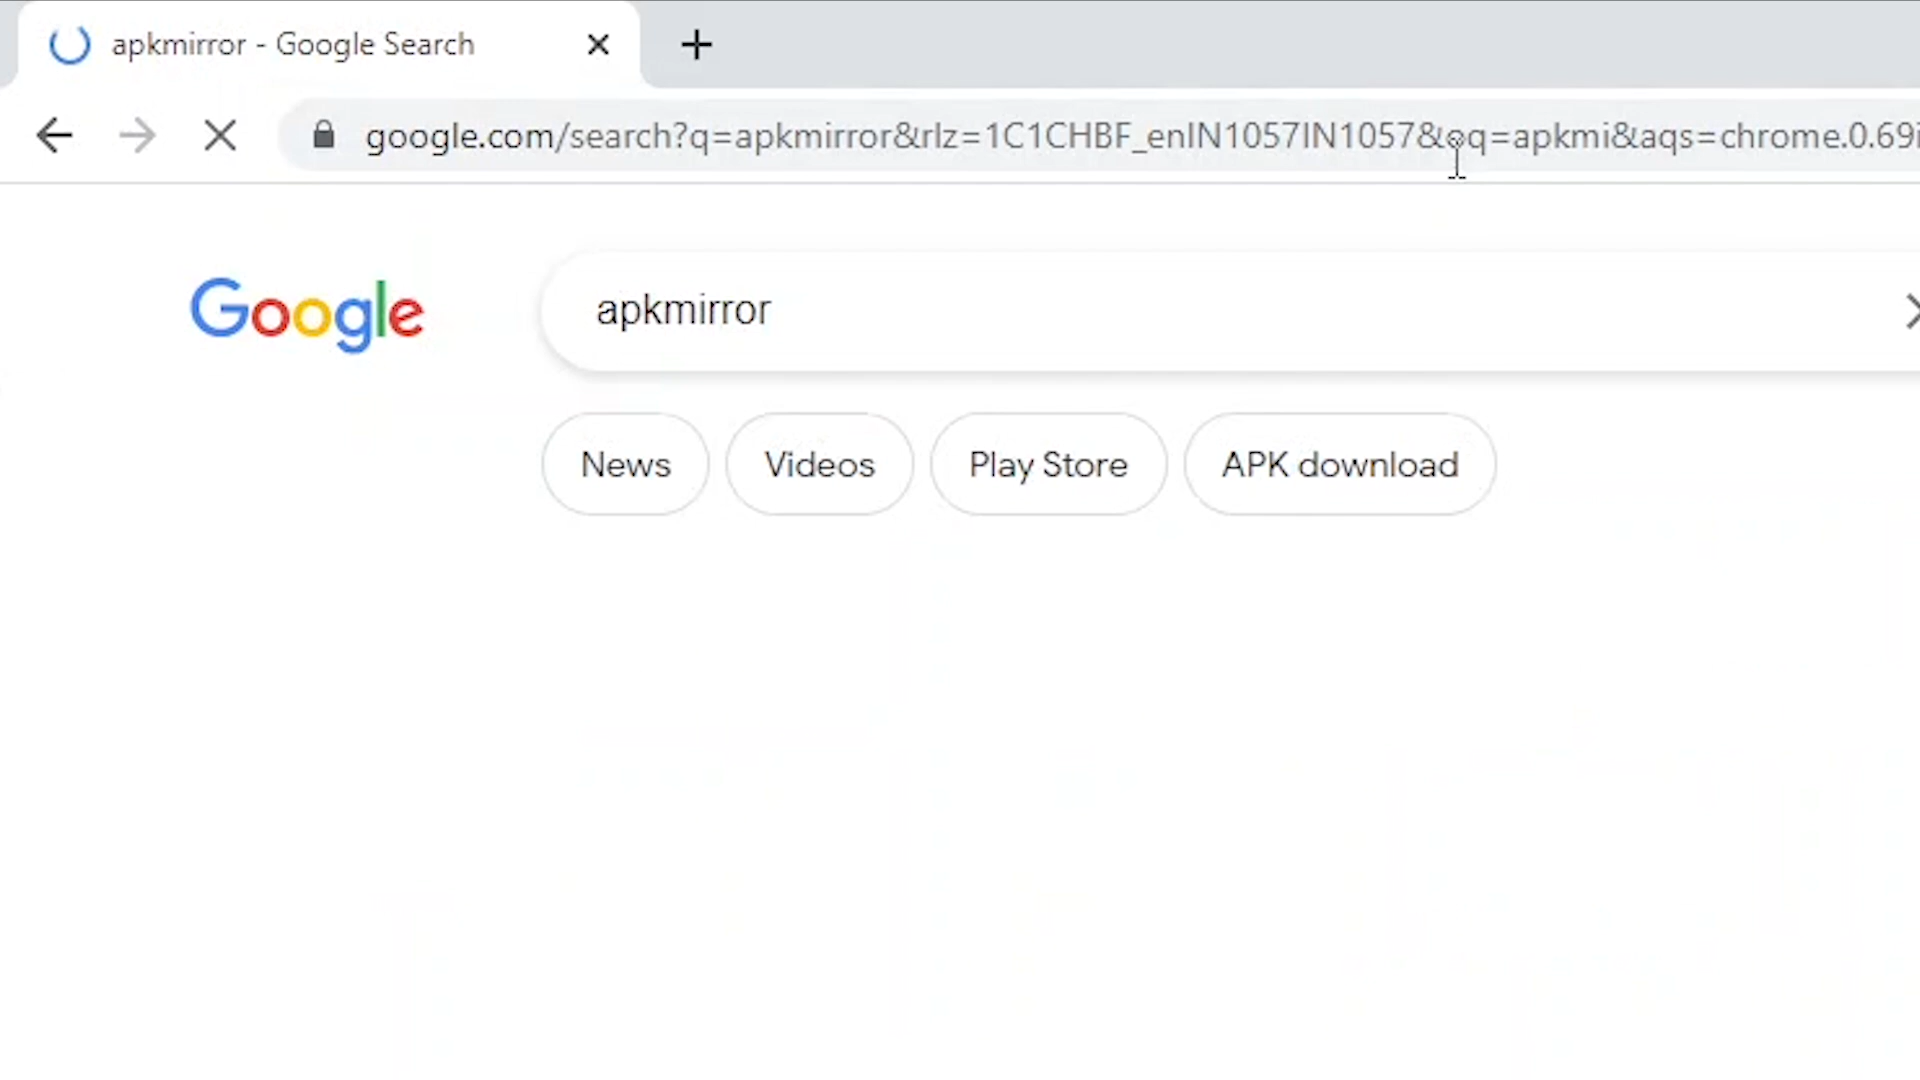 apkmirror - Google Search
google.com/search?q=apkmirror&rlz=1C1CHBF_enIN1057IN1057&oq=apkmi&aqs=chrome.0.69i
Google
apkmirror
News
Videos
Play Store
APK download